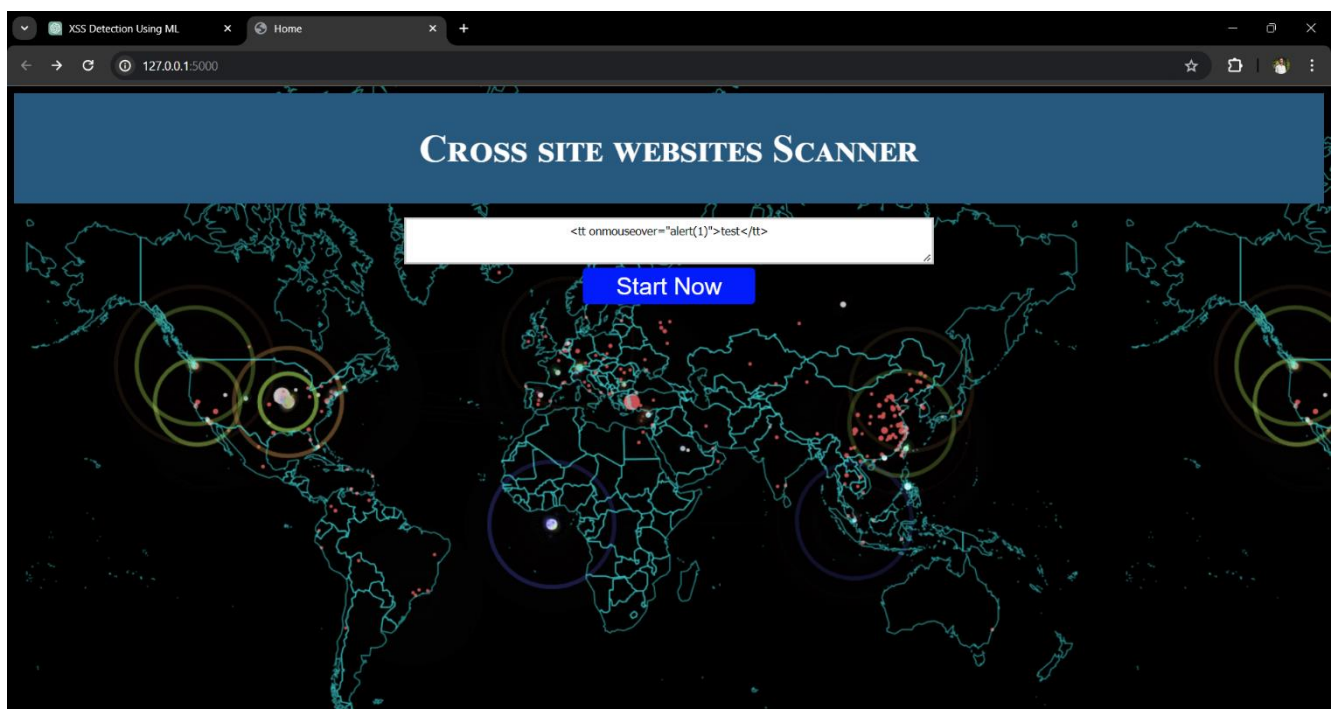 XSS Detection Using ML
Home
127.0.0.1:5000
Cross site websites Scanner
<tt onmouseover="alert(1)">test</tt>
Start Now